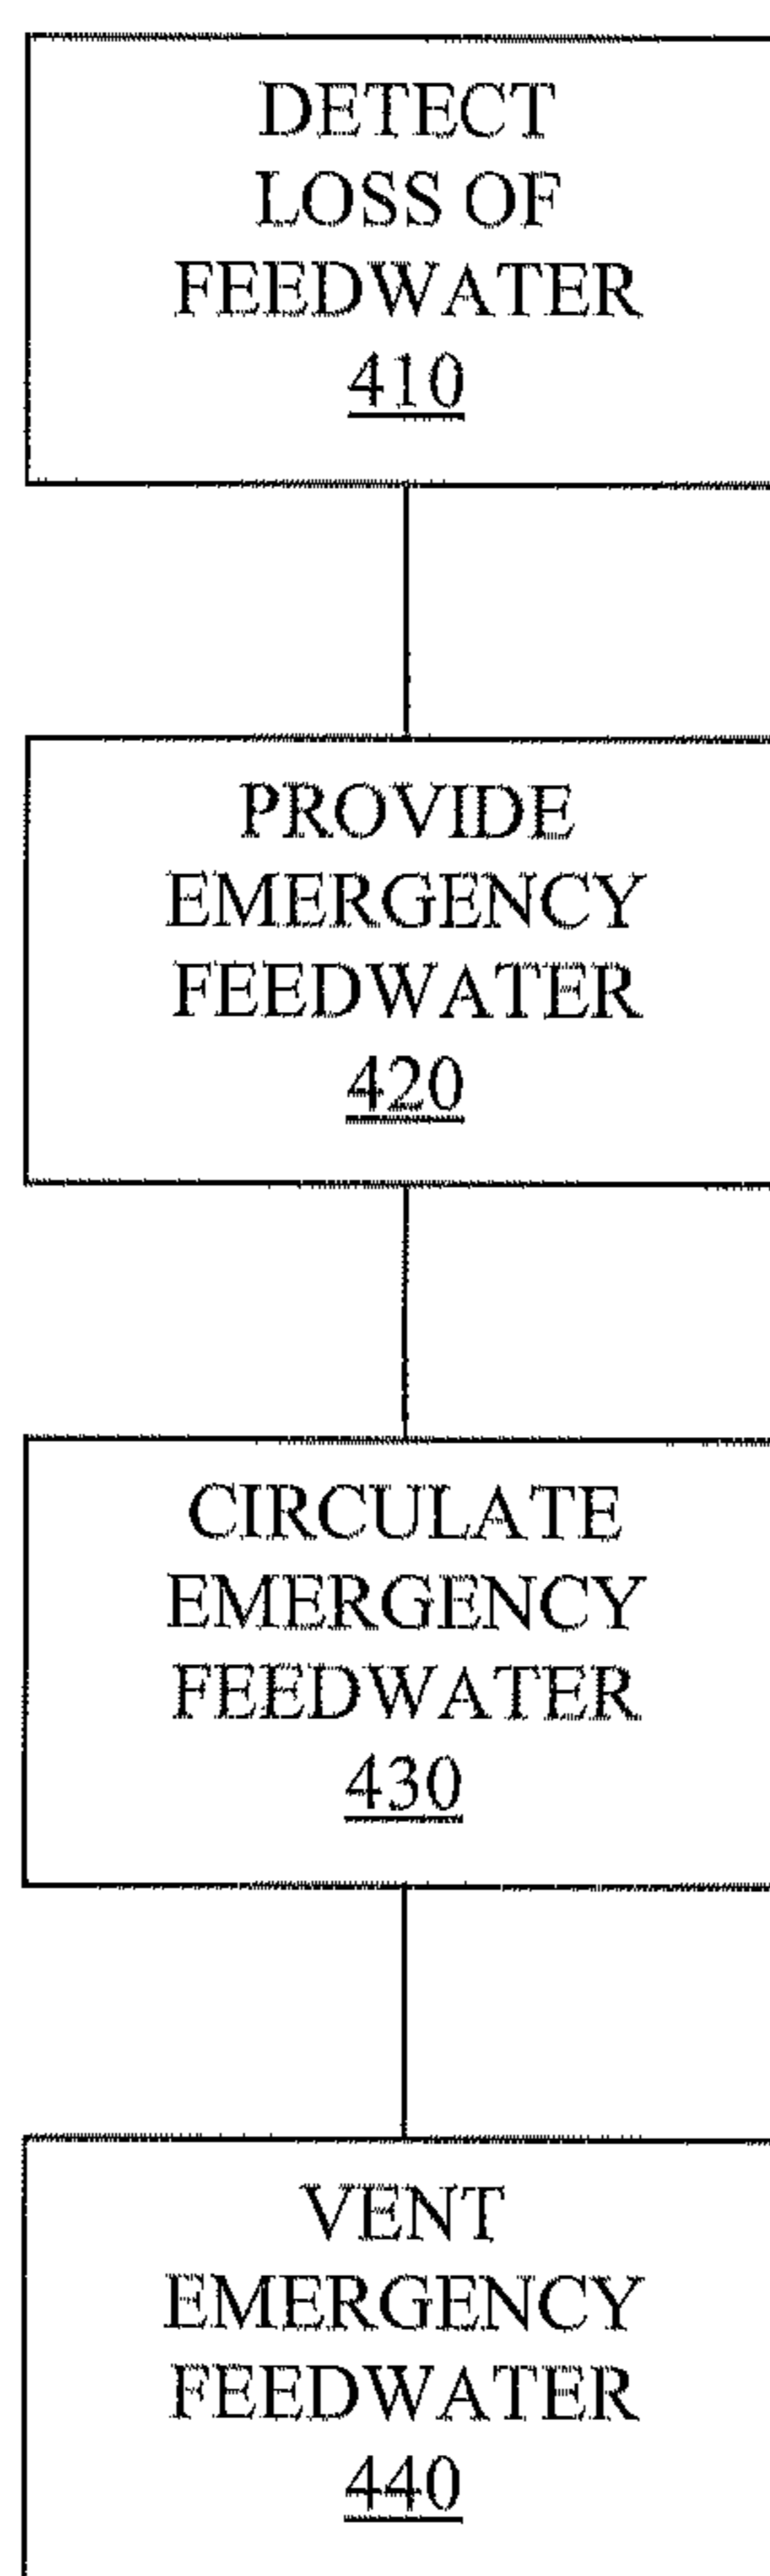 DETECT
LOSS OF
FEEDWATER
410
PROVIDE
EMERGENCY
FEEDWATER
420
CIRCULATE
EMERGENCY
FEEDWATER
430
VENT
EMERGENCY
FEEDWATER
440